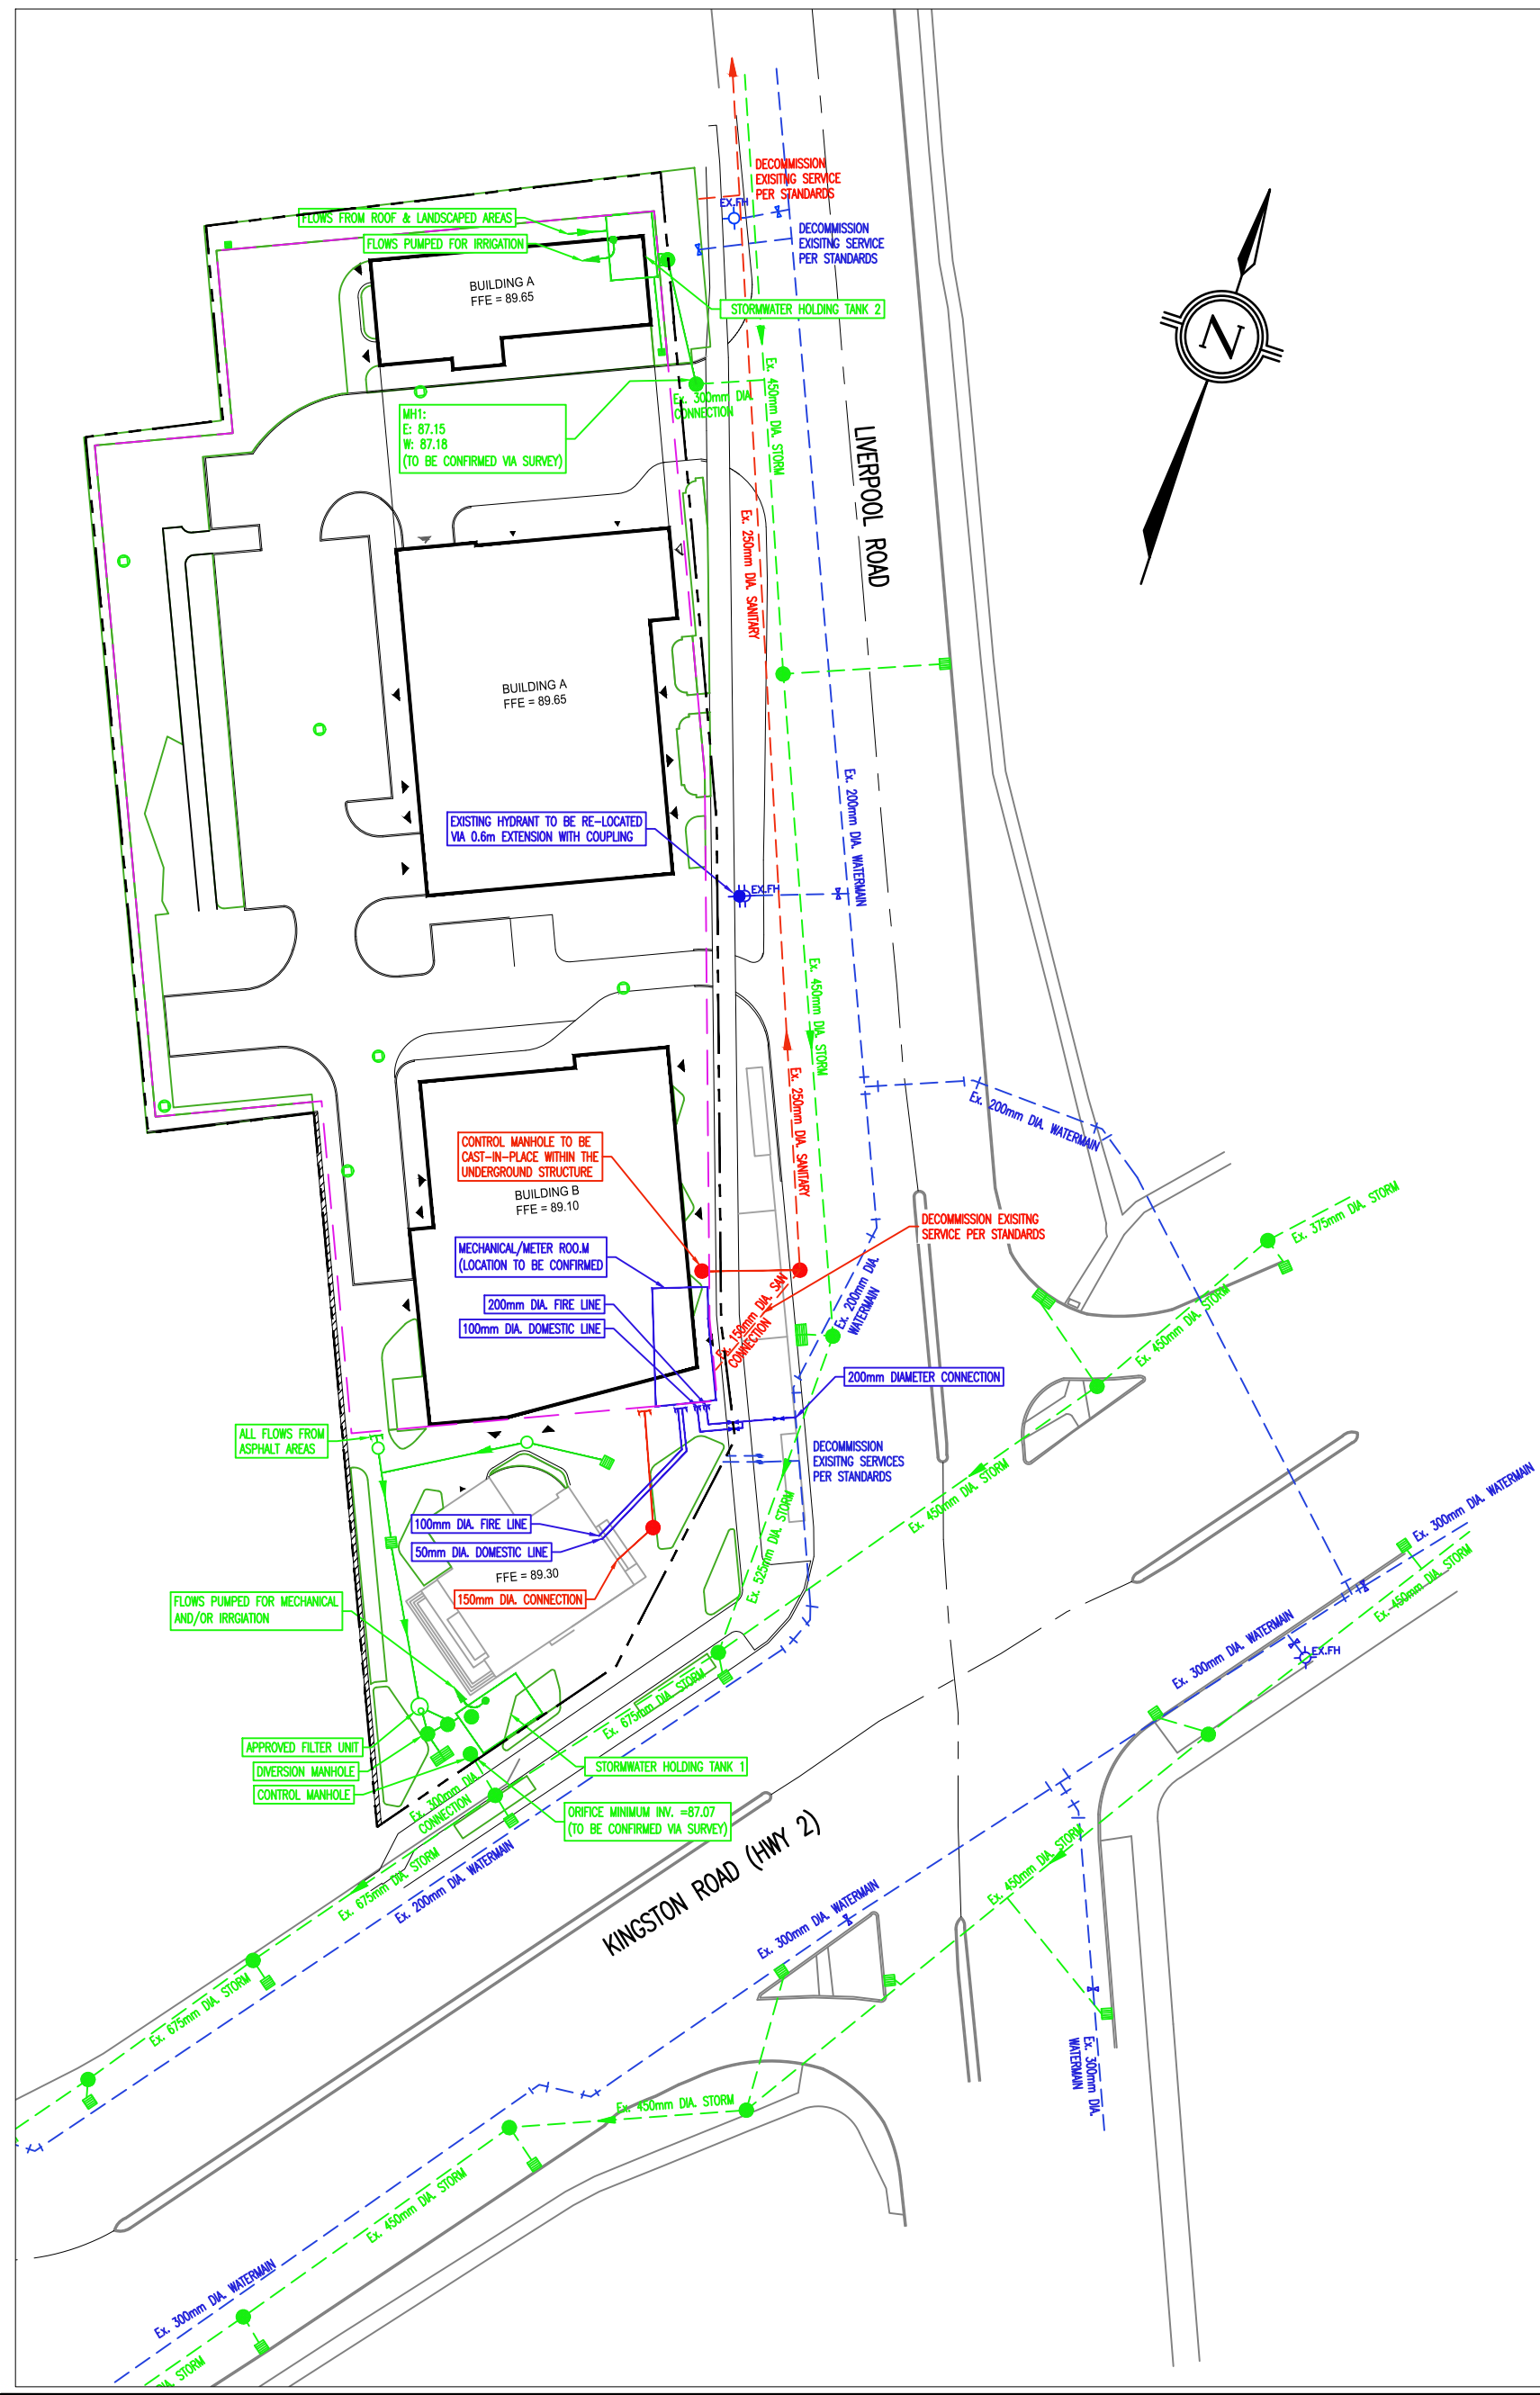 DECOMMISSION
EXISITNG SERVICE
PER STANDARDS
EX.FH
FLOWS FROM ROOF & LANDSCAPED AREAS
FLOWS PUMPED FOR IRRIGATION
DECOMMISSION
EXISITNG SERVICE
PER STANDARDS
BUILDING A
FFE = 89.65
STORMWATER HOLDING TANK 2
Ex. 450mm DIA. STORM
Ex. 300mm DIA.
CONNECTION
MH1:
E: 87.15
W: 87.18
(TO BE CONFIRMED VIA SURVEY)
LIVERPOOL ROAD
Ex. 250mm DIA. SANITARY
BUILDING A
FFE = 89.65
Ex. 200mm DIA. WATERMAIN
EXISTING HYDRANT TO BE RE-LOCATED
VIA 0.6m EXTENSION WITH COUPLING
EX.FH
Ex. 450mm DIA. STORM
Ex. 250mm DIA. SANITARY
Ex. 200mm DIA. WATERMAIN
CONTROL MANHOLE TO BE
CAST-IN-PLACE WITHIN THE
UNDERGROUND STRUCTURE
BUILDING B
FFE = 89.10
DECOMMISSION EXISITNG
SERVICE PER STANDARDS
Ex. 375mm DIA. STORM
MECHANICAL/METER ROO.M
(LOCATION TO BE CONFIRMED
200mm DIA. FIRE LINE
100mm DIA. DOMESTIC LINE
Ex. 150mm DIA. SAN
CONNECTION
Ex. 200mm DIA.
WATERMAIN
Ex. 450mm DIA. STORM
200mm DIAMETER CONNECTION
ALL FLOWS FROM
ASPHALT AREAS
DECOMMISSION
EXISITNG SERVICES
PER STANDARDS
Ex. 450mm DIA. STORM
Ex. 525mm DIA. STORM
100mm DIA. FIRE LINE
50mm DIA. DOMESTIC LINE
FFE = 89.30
150mm DIA. CONNECTION
Ex. 300mm DIA. WATERMAIN
Ex. 450mm DIA. STORM
FLOWS PUMPED FOR MECHANICAL
AND/OR IRRGIATION
Ex. 300mm DIA. WATERMAIN
EX.FH
Ex. 675mm DIA. STORM
APPROVED FILTER UNIT
DIVERSION MANHOLE
CONTROL MANHOLE
STORMWATER HOLDING TANK 1
Ex. 300mm DIA.
CONNECTION
ORIFICE MINIMUM INV. =87.07
(TO BE CONFIRMED VIA SURVEY)
KINGSTON ROAD (HWY 2)
Ex. 675mm DIA. STORM
Ex. 200mm DIA. WATERMAIN
Ex. 450mm DIA. STORM
Ex. 300mm DIA. WATERMAIN
Ex. 675mm DIA. STORM
Ex. 300mm DIA.
WATERMAIN
Ex. 450mm DIA. STORM
Ex. 450mm DIA. STORM
Ex. 300mm DIA. WATERMAIN
DIA. STORM
N